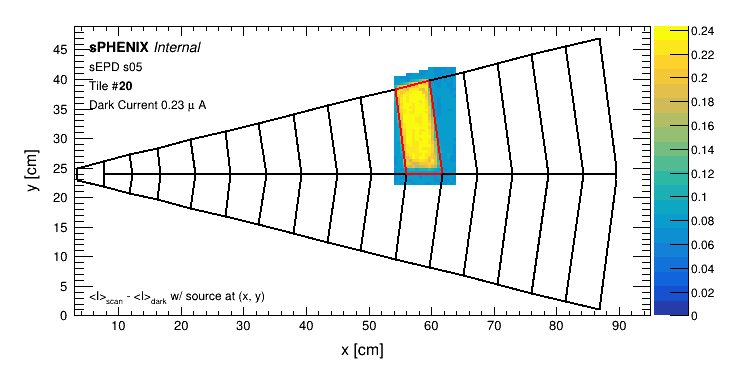 sPHENIX Internal
sEPD s05
Tile #20
Dark Current 0.23 μ A
<I>scan - <I>dark w/ source at (x, y)
y [cm]
45
40
35
30
25
20
15
10
5
0
10 20 30 40 50 60 70 80 90
x [cm]
0.24
0.22
0.2
0.18
0.16
0.14
0.12
0.1
0.08
0.06
0.04
0.02
0